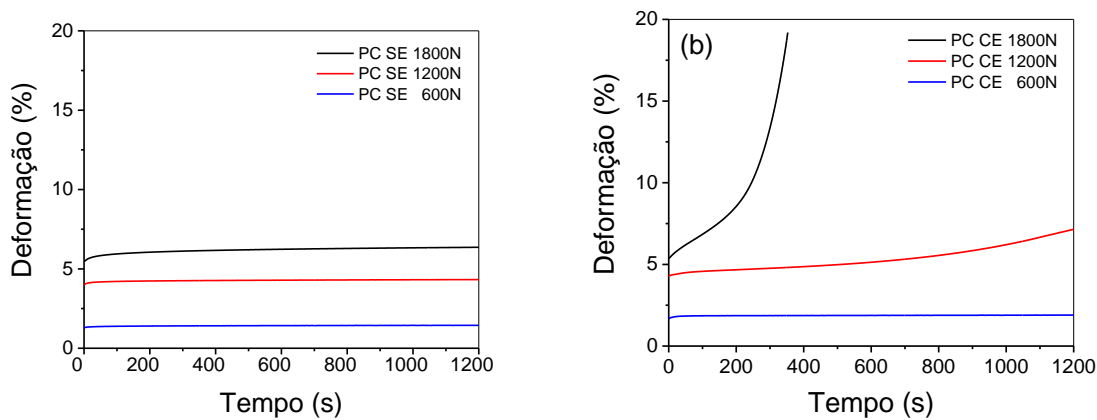 20
15
10
5
0
0 200 400 600 800 1000 1200
Deformação (%)
Tempo (s)
PC SE 1800N
PC SE 1200N
PC SE 600N
(b)
20
15
10
5
0
0 200 400 600 800 1000 1200
Deformação (%)
Tempo (s)
PC CE 1800N
PC CE 1200N
PC CE 600N